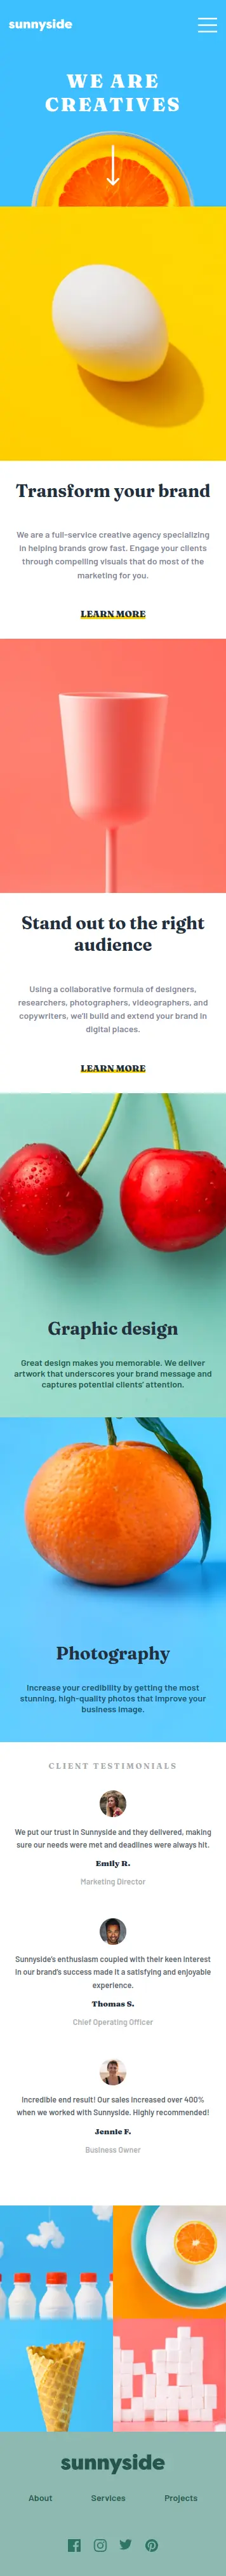 sunnyside
WE ARE
CREATIVES
Transform your brand
We are a full-service creative agency specializing
in helping brands grow fast. Engage your clients
through compelling visuals that do most of the
marketing for you.
LEARN MORE
Stand out to the right
audience
Using a collaborative formula of designers,
researchers, photographers, videographers, and
copywriters, we'll build and extend your brand in
digital places.
LEARN MORE
Graphic design
Great design makes you memorable. We deliver
artwork that underscores your brand message and
captures potential clients' attention.
Photography
Increase your credibility by getting the most
stunning, high-quality photos that improve your
business image.
CLIENT TESTIMONIALS
We put our trust in Sunnyside and they delivered, making
sure our needs were met and deadlines were always hit.
Emily R.
Marketing Director
Sunnyside's enthusiasm coupled with their keen interest
in our brand's success made it a satisfying and enjoyable
experience.
Thomas S.
Chief Operating Officer
Incredible end result! Our sales increased over 400%
when we worked with Sunnyside. Highly recommended!
Jennie F.
Business Owner
sunnyside
About Services Projects